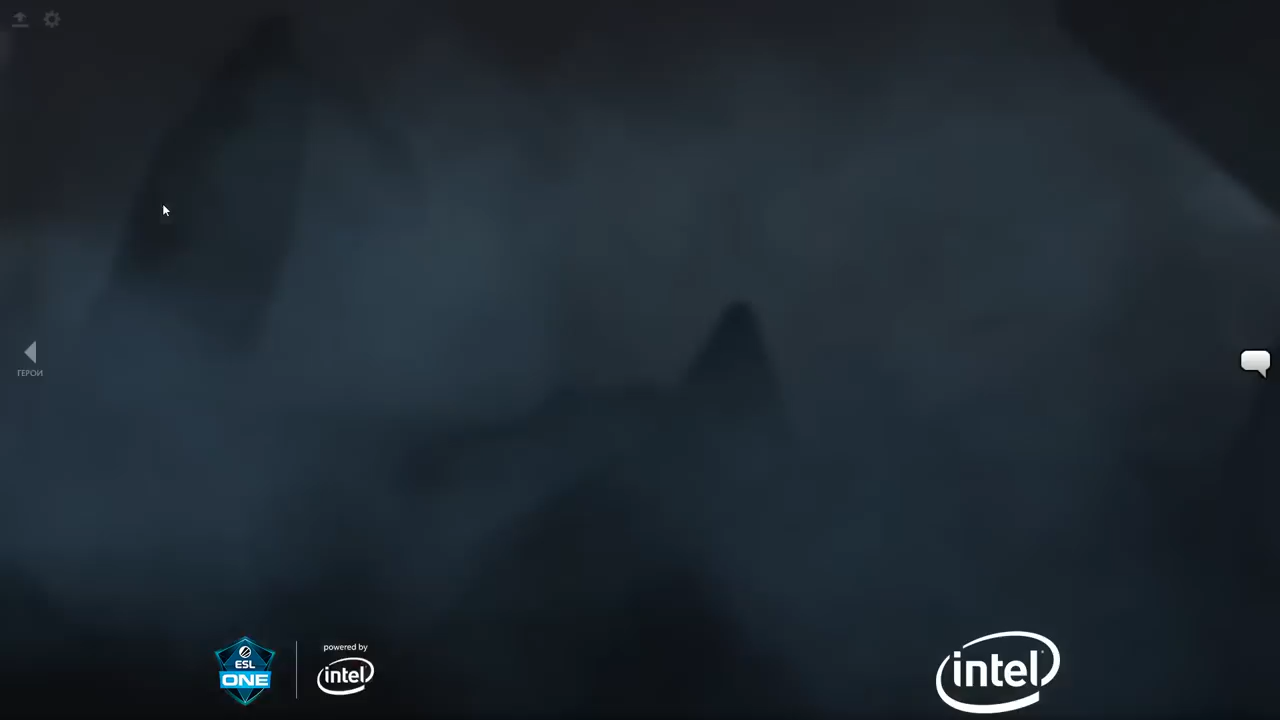 ГЕРОИ
ESL
ONE
powered by
intel
intel